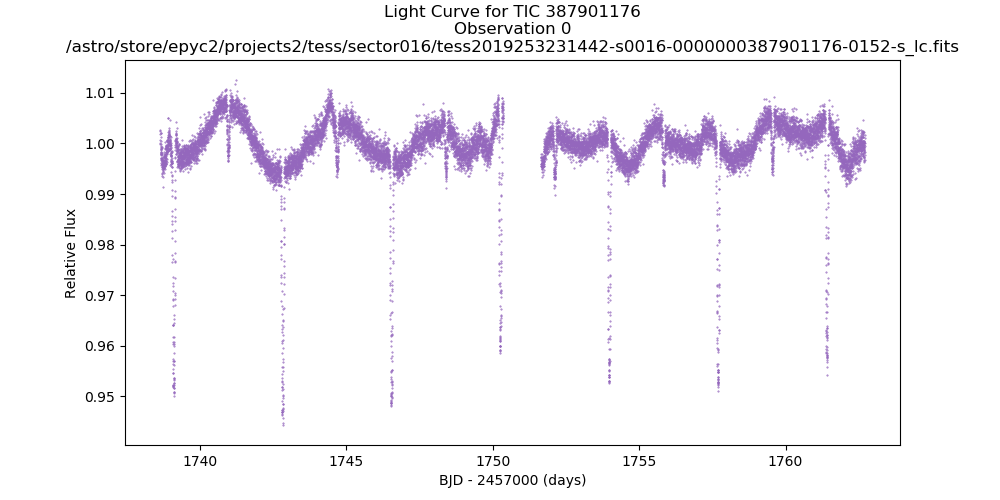 Light Curve for TIC 387901176
Observation 0
/astro/store/epyc2/projects2/tess/sector016/tess2019253231442-s0016-0000000387901176-0152-s_lc.fits
1.01
1.00
0.99
0.98
0.97
0.96
0.95
Relative Flux
1740 1745 1750 1755 1760
BJD - 2457000 (days)